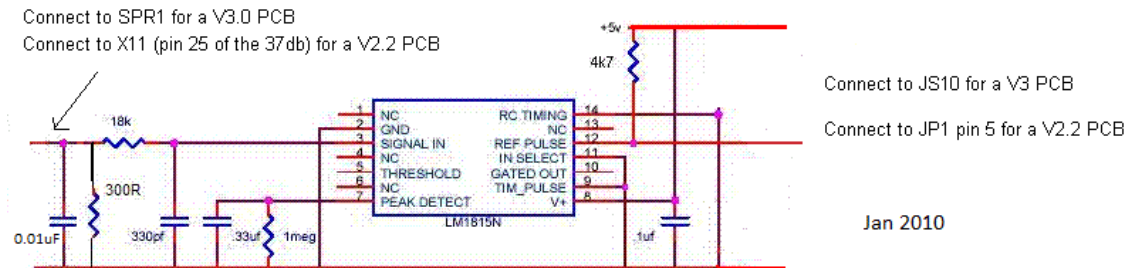 Connect to SPR1 for a V3.0 PCB
Connect to X11 (pin 25 of the 37db) for a V2.2 PCB
+5v
4k7
Connect to JS10 for a V3 PCB
Connect to JP1 pin 5 for a V2.2 PCB
18k
300R
0.01uF
330pf
.33uf
1meg
1 NC
2 GND
3 SIGNAL IN
4 NC
5 THRESHOLD
6 NC
7 PEAK DETECT
RC TIMING 14
NC 13
REF PULSE 12
IN SELECT 11
GATED OUT 10
TIM_PULSE 9
V+ 8
LM1815N
.1uf
Jan 2010